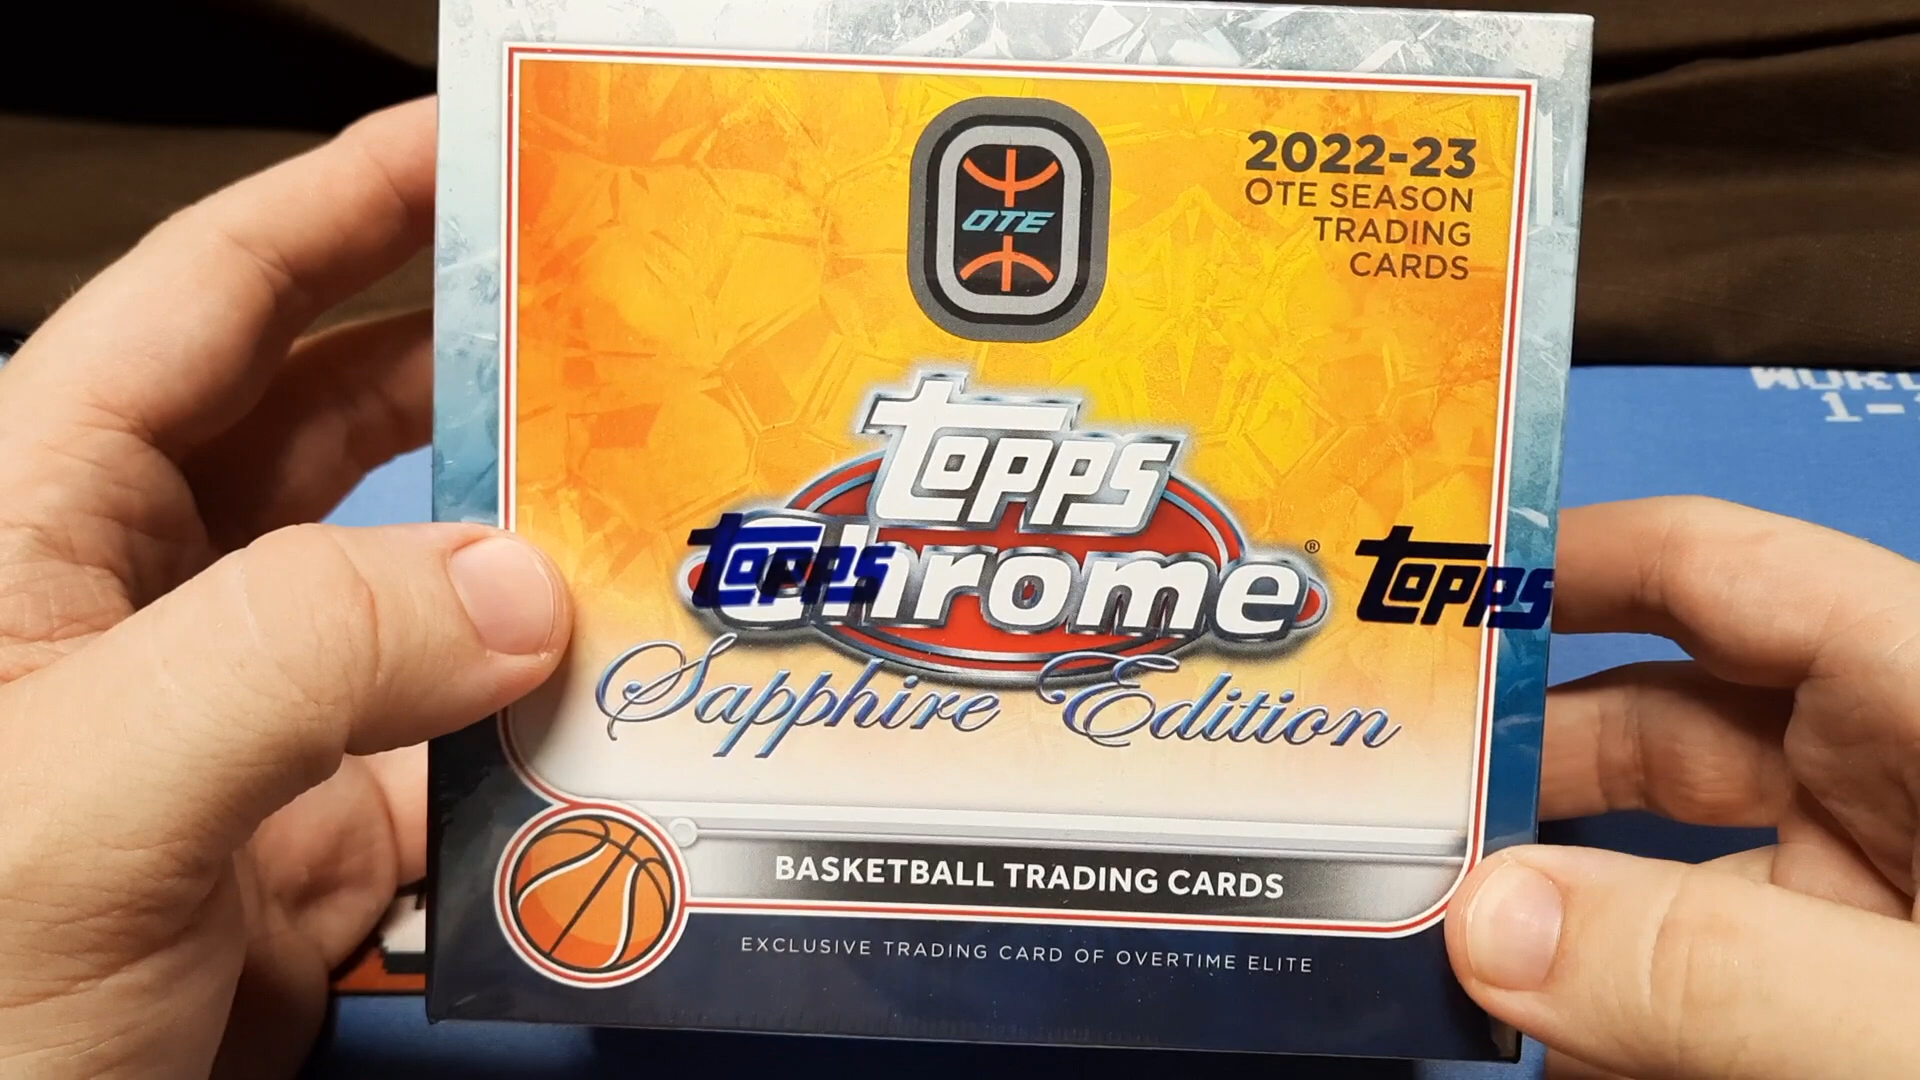 OTE
2022-23
OTE SEASON
TRADING
CARDS
topps
Chrome®
topps
topps
Sapphire Edition
BASKETBALL TRADING CARDS
EXCLUSIVE TRADING CARD OF OVERTIME ELITE
1-